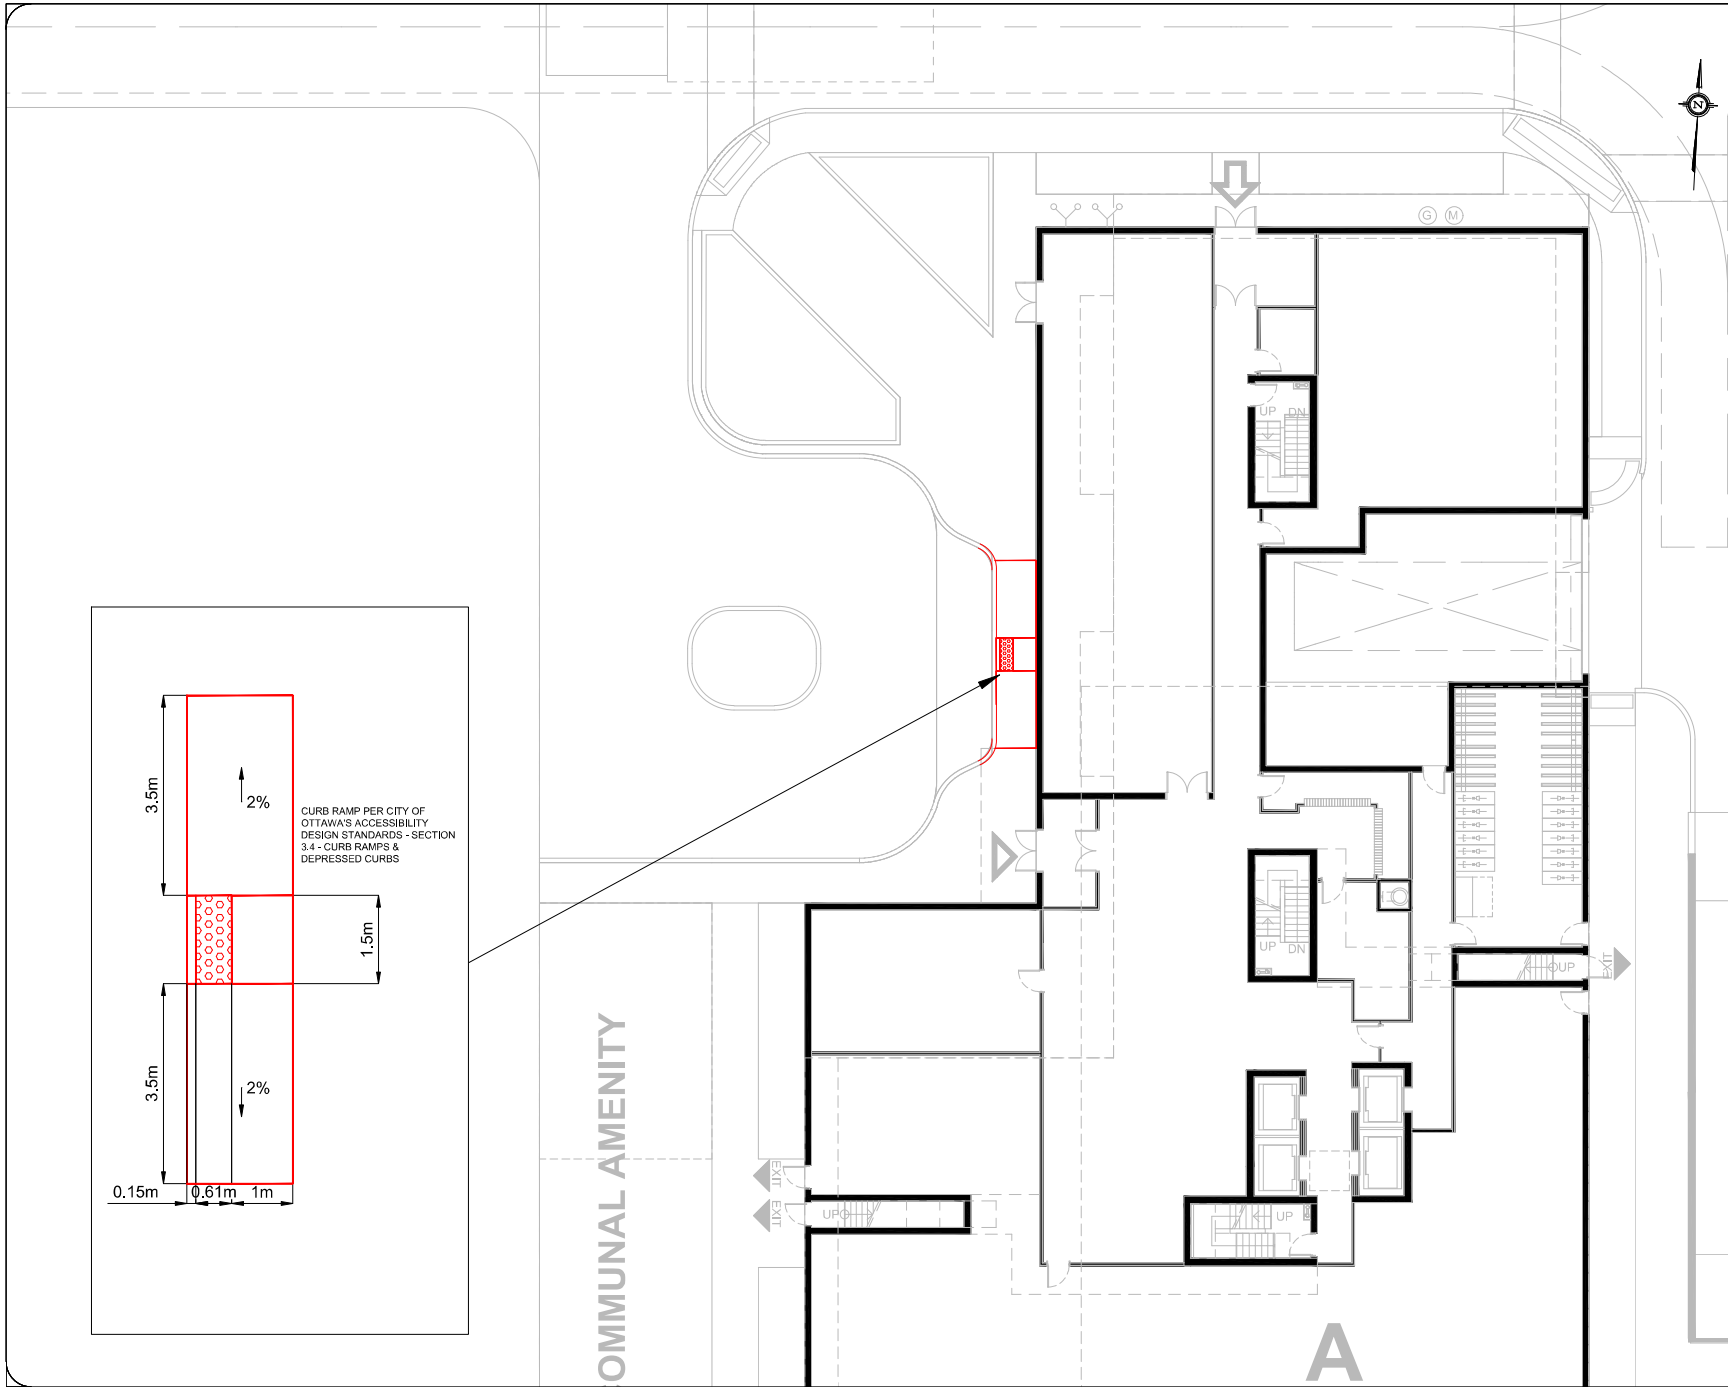 N
G
M
UP
DN
3.5m
2%
CURB RAMP PER CITY OF
OTTAWA'S ACCESSIBILITY
DESIGN STANDARDS - SECTION
3.4 - CURB RAMPS &
DEPRESSED CURBS
1.5m
3.5m
2%
0.15m
0.61m
1m
UP
DN
UP
EXIT
OMMUNAL AMENITY
EXIT
EXIT
UP
UP
A